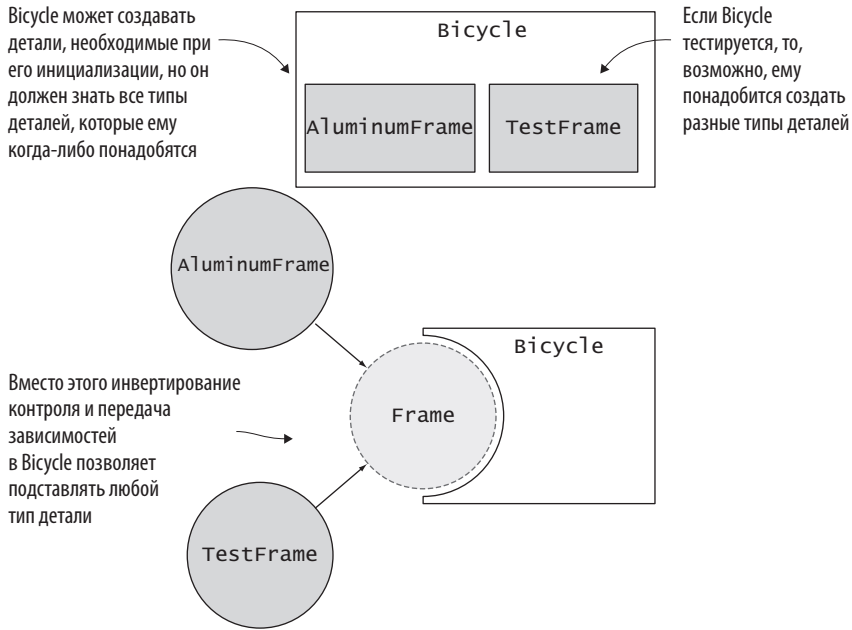 Bicycle может создавать
детали, необходимые при
его инициализации, но он
должен знать все типы
деталей, которые ему
когда-либо понадобятся
Bicycle
AluminumFrame
TestFrame
Если Bicycle
тестируется, то,
возможно, ему
понадобится создать
разные типы деталей
AluminumFrame
Bicycle
Frame
Вместо этого инвертирование
контроля и передача
зависимостей
в Bicycle позволяет
подставлять любой
тип детали
TestFrame